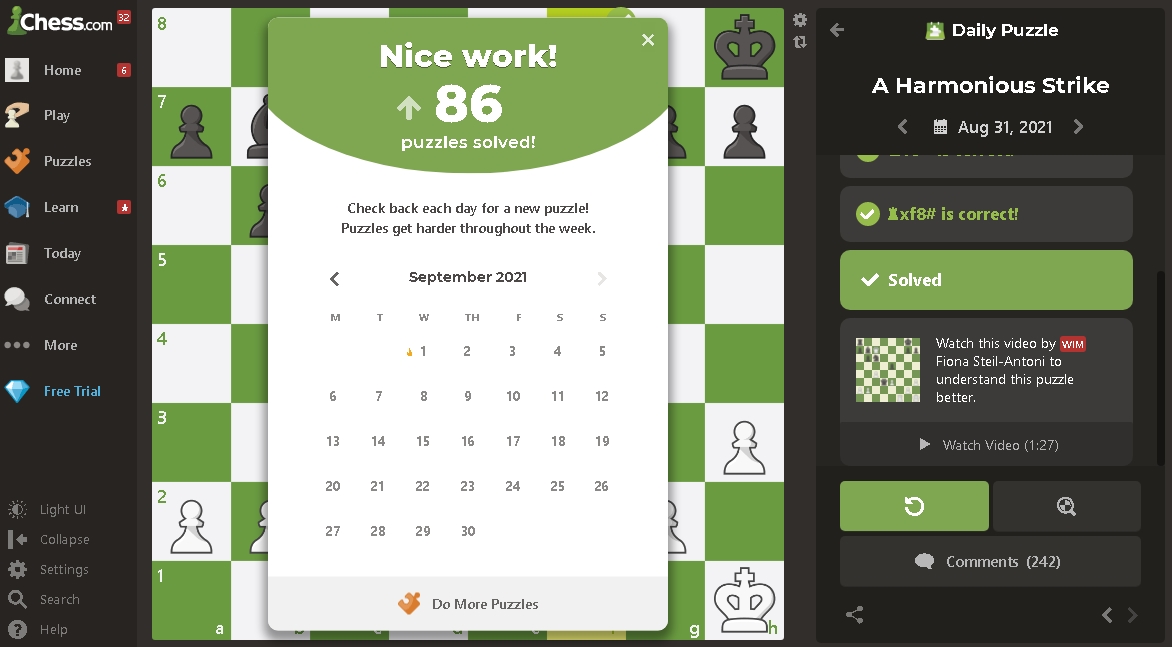 Chess.com 32
Home 6
Play
Puzzles
Learn
Today
Connect
More
Free Trial
Light UI
Collapse
Settings
Search
Help
8
7
6
5
4
3
2
1
a
g
h
Nice work!
86
puzzles solved!
Check back each day for a new puzzle!
Puzzles get harder throughout the week.
September 2021
M T W TH F S S
1 2 3 4 5
6 7 8 9 10 11 12
13 14 15 16 17 18 19
20 21 22 23 24 25 26
27 28 29 30
Do More Puzzles
Daily Puzzle
A Harmonious Strike
Aug 31, 2021
♜xf8# is correct!
Solved
Watch this video by WIM
Fiona Steil-Antoni to
understand this puzzle
better.
Watch Video (1:27)
Comments (242)